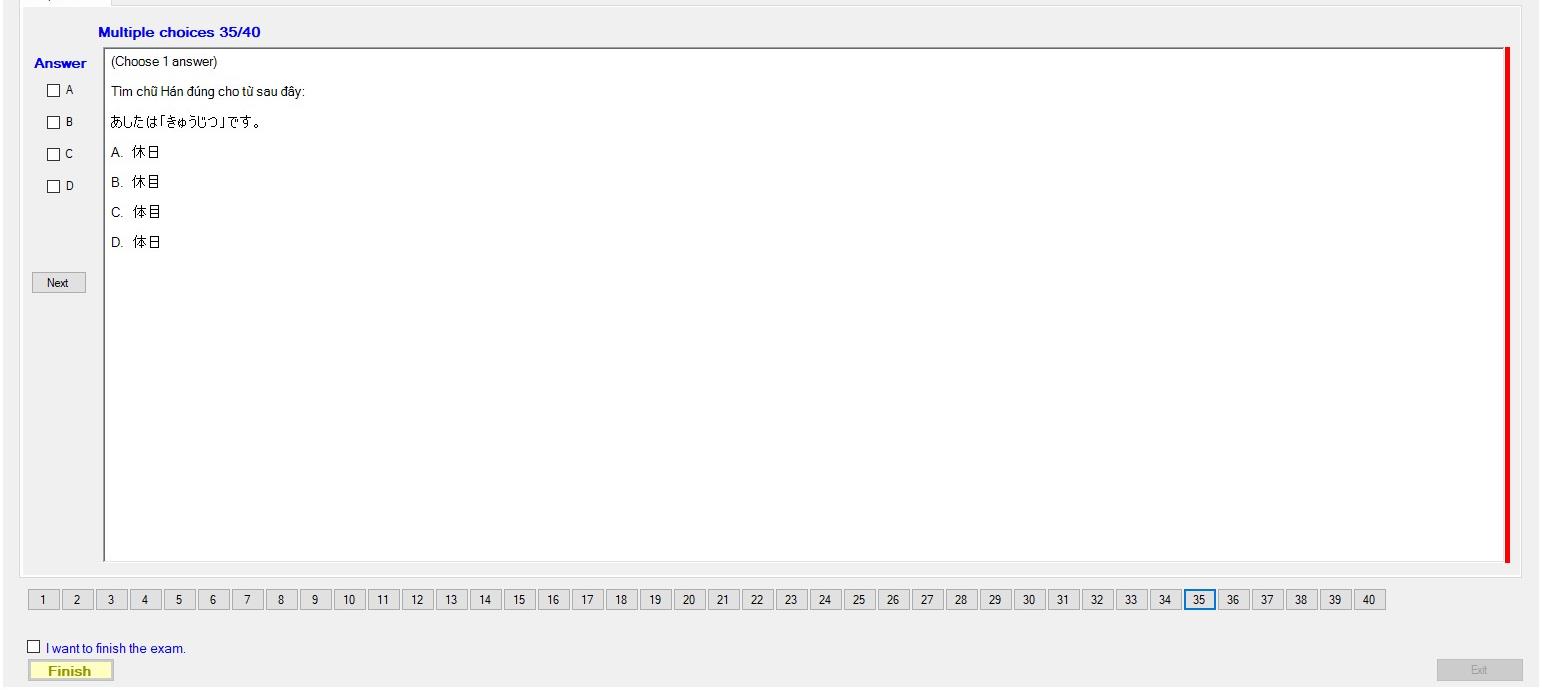 Multiple choices 35/40
Answer
A
B
C
D
Next
(Choose 1 answer)
Tìm chữ Hán đúng cho từ sau đây:
あしたは「きゅうじつ」です。
A. 休日
B. 休目
C. 体目
D. 体日
1 2 3 4 5 6 7 8 9 10 11 12 13 14 15 16 17 18 19 20 21 22 23 24 25 26 27 28 29 30 31 32 33 34 35 36 37 38 39 40
I want to finish the exam.
Finish
Exit